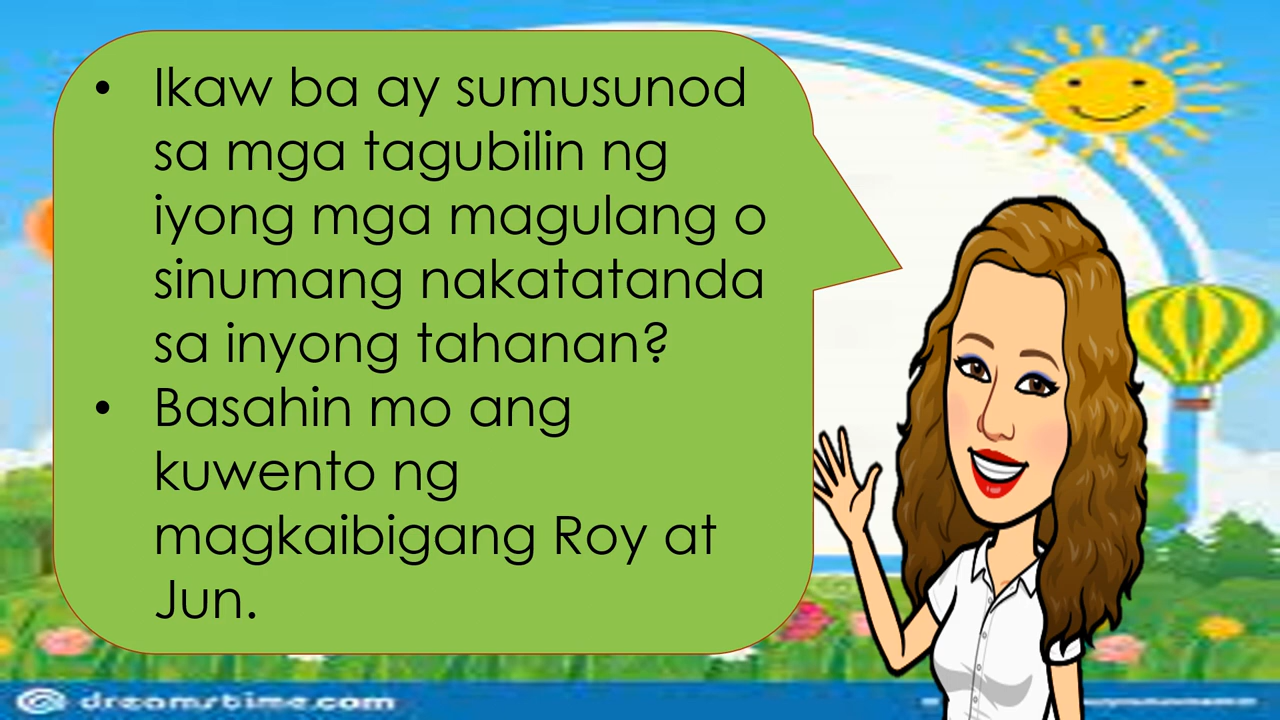 • Ikaw ba ay sumusunod
sa mga tagubilin ng
iyong mga magulang o
sinumang nakatatanda
sa inyong tahanan?
• Basahin mo ang
kuwento ng
magkaibigang Roy at
Jun.
dreamstime.com